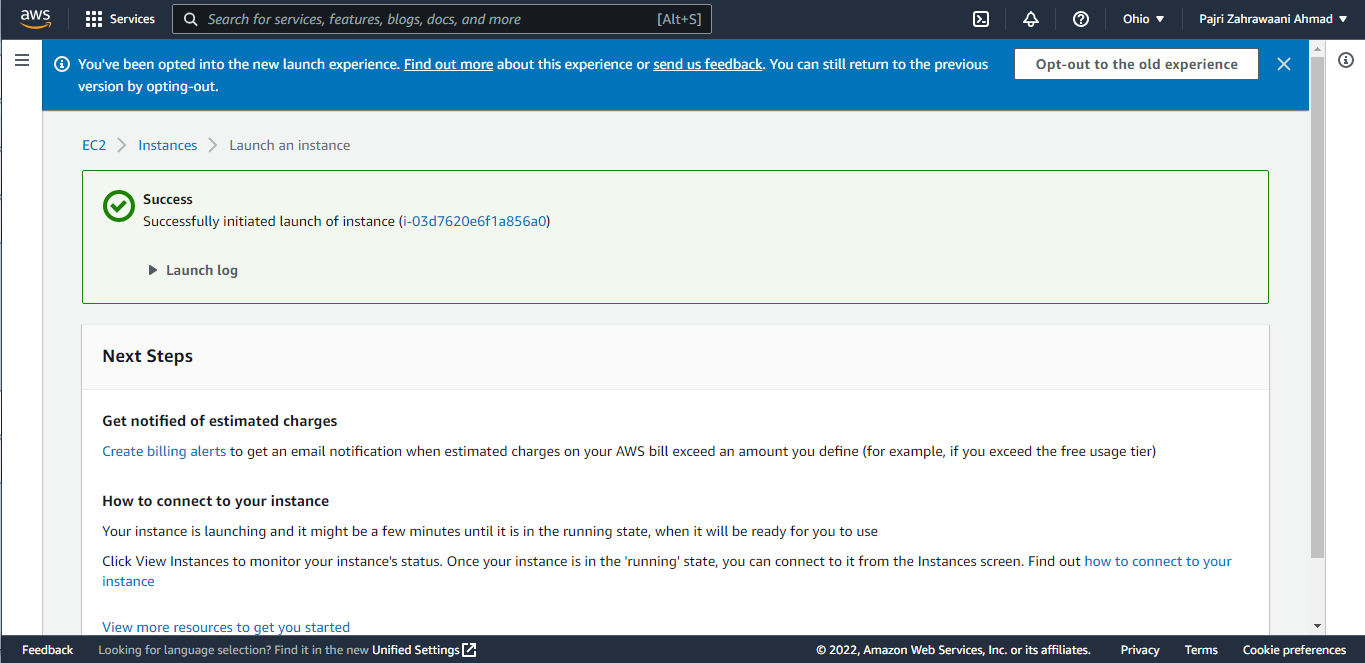 aws
Services
Search for services, features, blogs, docs, and more
[Alt+S]
Ohio
Pajri Zahrawaani Ahmad
You've been opted into the new launch experience. Find out more about this experience or send us feedback. You can still return to the previous
version by opting-out.
Opt-out to the old experience
EC2
Instances
Launch an instance
Success
Successfully initiated launch of instance (i-03d7620e6f1a856a0)
Launch log
Next Steps
Get notified of estimated charges
Create billing alerts to get an email notification when estimated charges on your AWS bill exceed an amount you define (for example, if you exceed the free usage tier)
How to connect to your instance
Your instance is launching and it might be a few minutes until it is in the running state, when it will be ready for you to use
Click View Instances to monitor your instance's status. Once your instance is in the 'running' state, you can connect to it from the Instances screen. Find out how to connect to your
instance
View more resources to get you started
Feedback
Looking for language selection? Find it in the new Unified Settings
© 2022, Amazon Web Services, Inc. or its affiliates.
Privacy
Terms
Cookie preferences